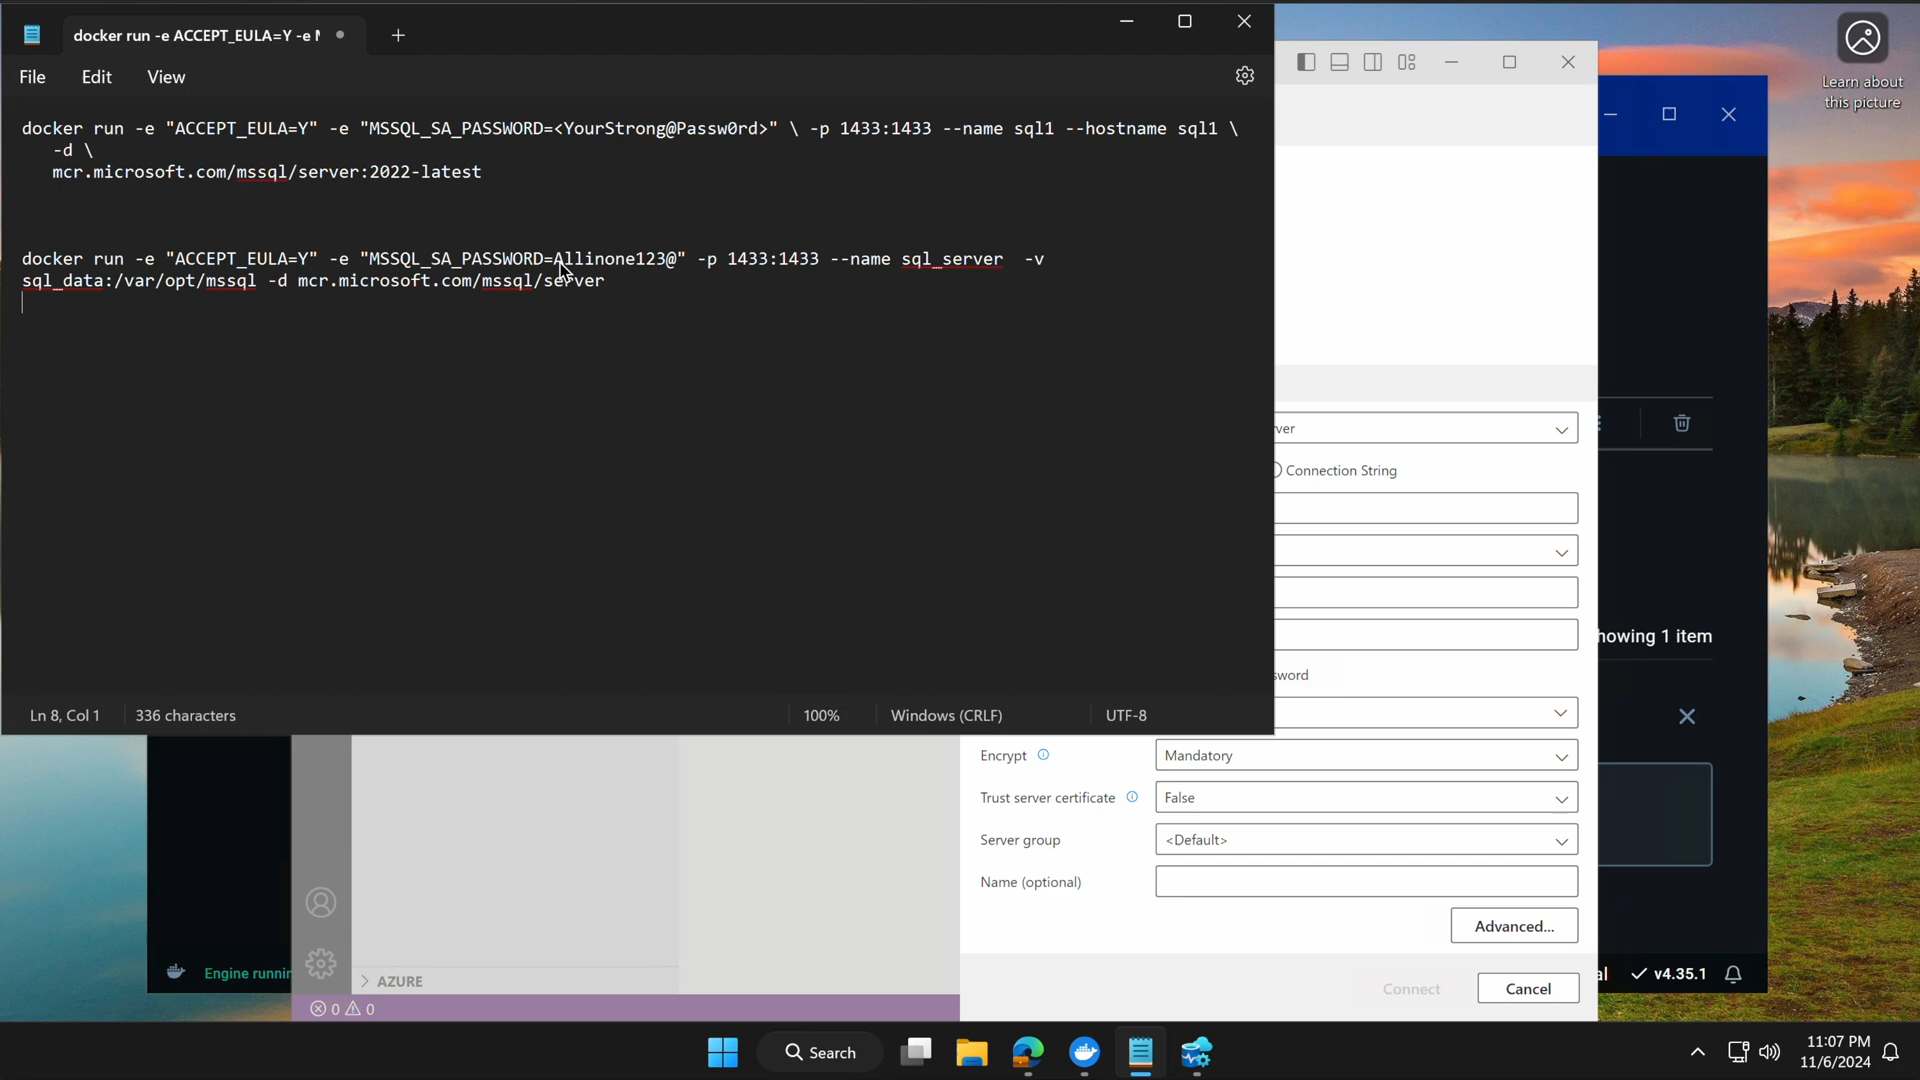 docker run -e ACCEPT_EULA=Y -e
File Edit View
docker run -e "ACCEPT_EULA=Y" -e "MSSQL_SA_PASSWORD=<YourStrong@Passw0rd>" \ -p 1433:1433 --name sql1 --hostname sql1 \
-d \
mcr.microsoft.com/mssql/server:2022-latest
docker run -e "ACCEPT_EULA=Y" -e "MSSQL_SA_PASSWORD=Allinone123@" -p 1433:1433 --name sql_server -v
sql_data:/var/opt/mssql -d mcr.microsoft.com/mssql/server
Ln 8, Col 1 336 characters 100% Windows (CRLF) UTF-8
Learn about
this picture
ver
Connection String
howing 1 item
sword
Encrypt Mandatory
Trust server certificate False
Server group <Default>
Name (optional)
Advanced...
Connect Cancel
AZURE
0 0
Engine runnin
al v4.35.1
Search
11:07 PM
11/6/2024